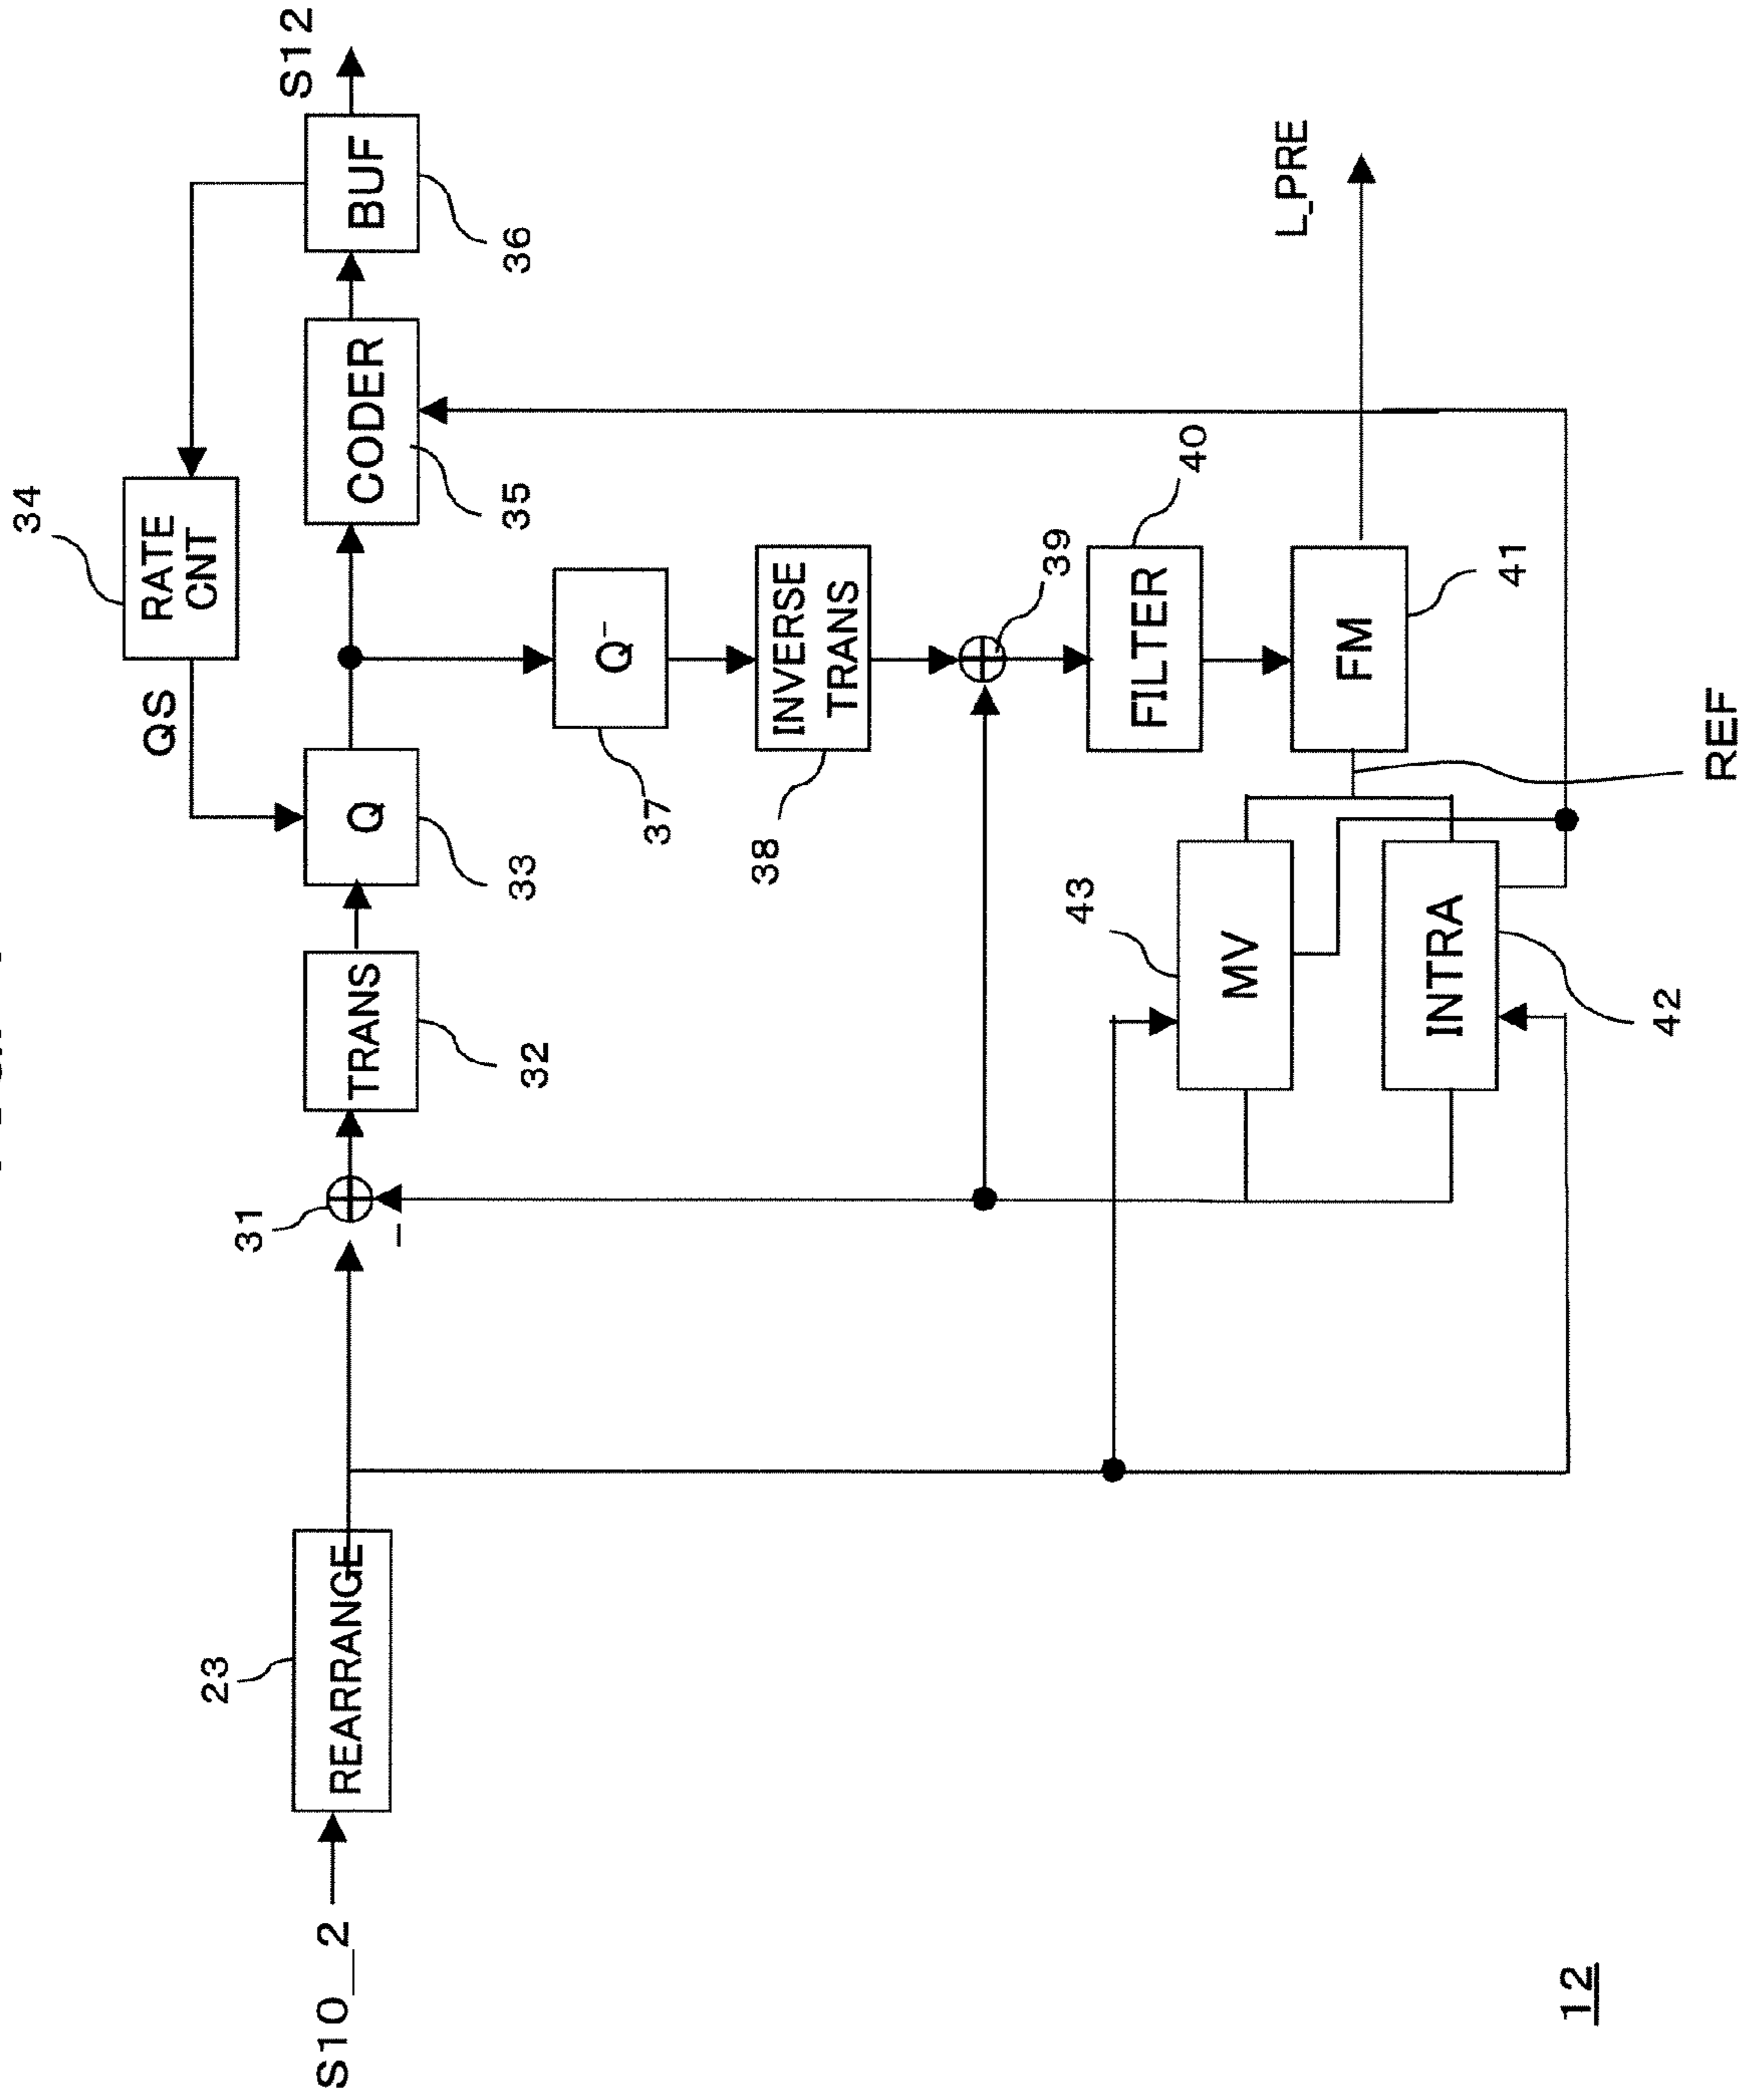 34
RATE
CNT
QS
S12
31
TRANS
32
Q
33
CODER
35
BUF
36
23
REARRANGE
S10__2
−
Q−
37
INVERSE
TRANS
38
39
FILTER
40
L_PRE
43
MV
FM
41
INTRA
42
REF
12